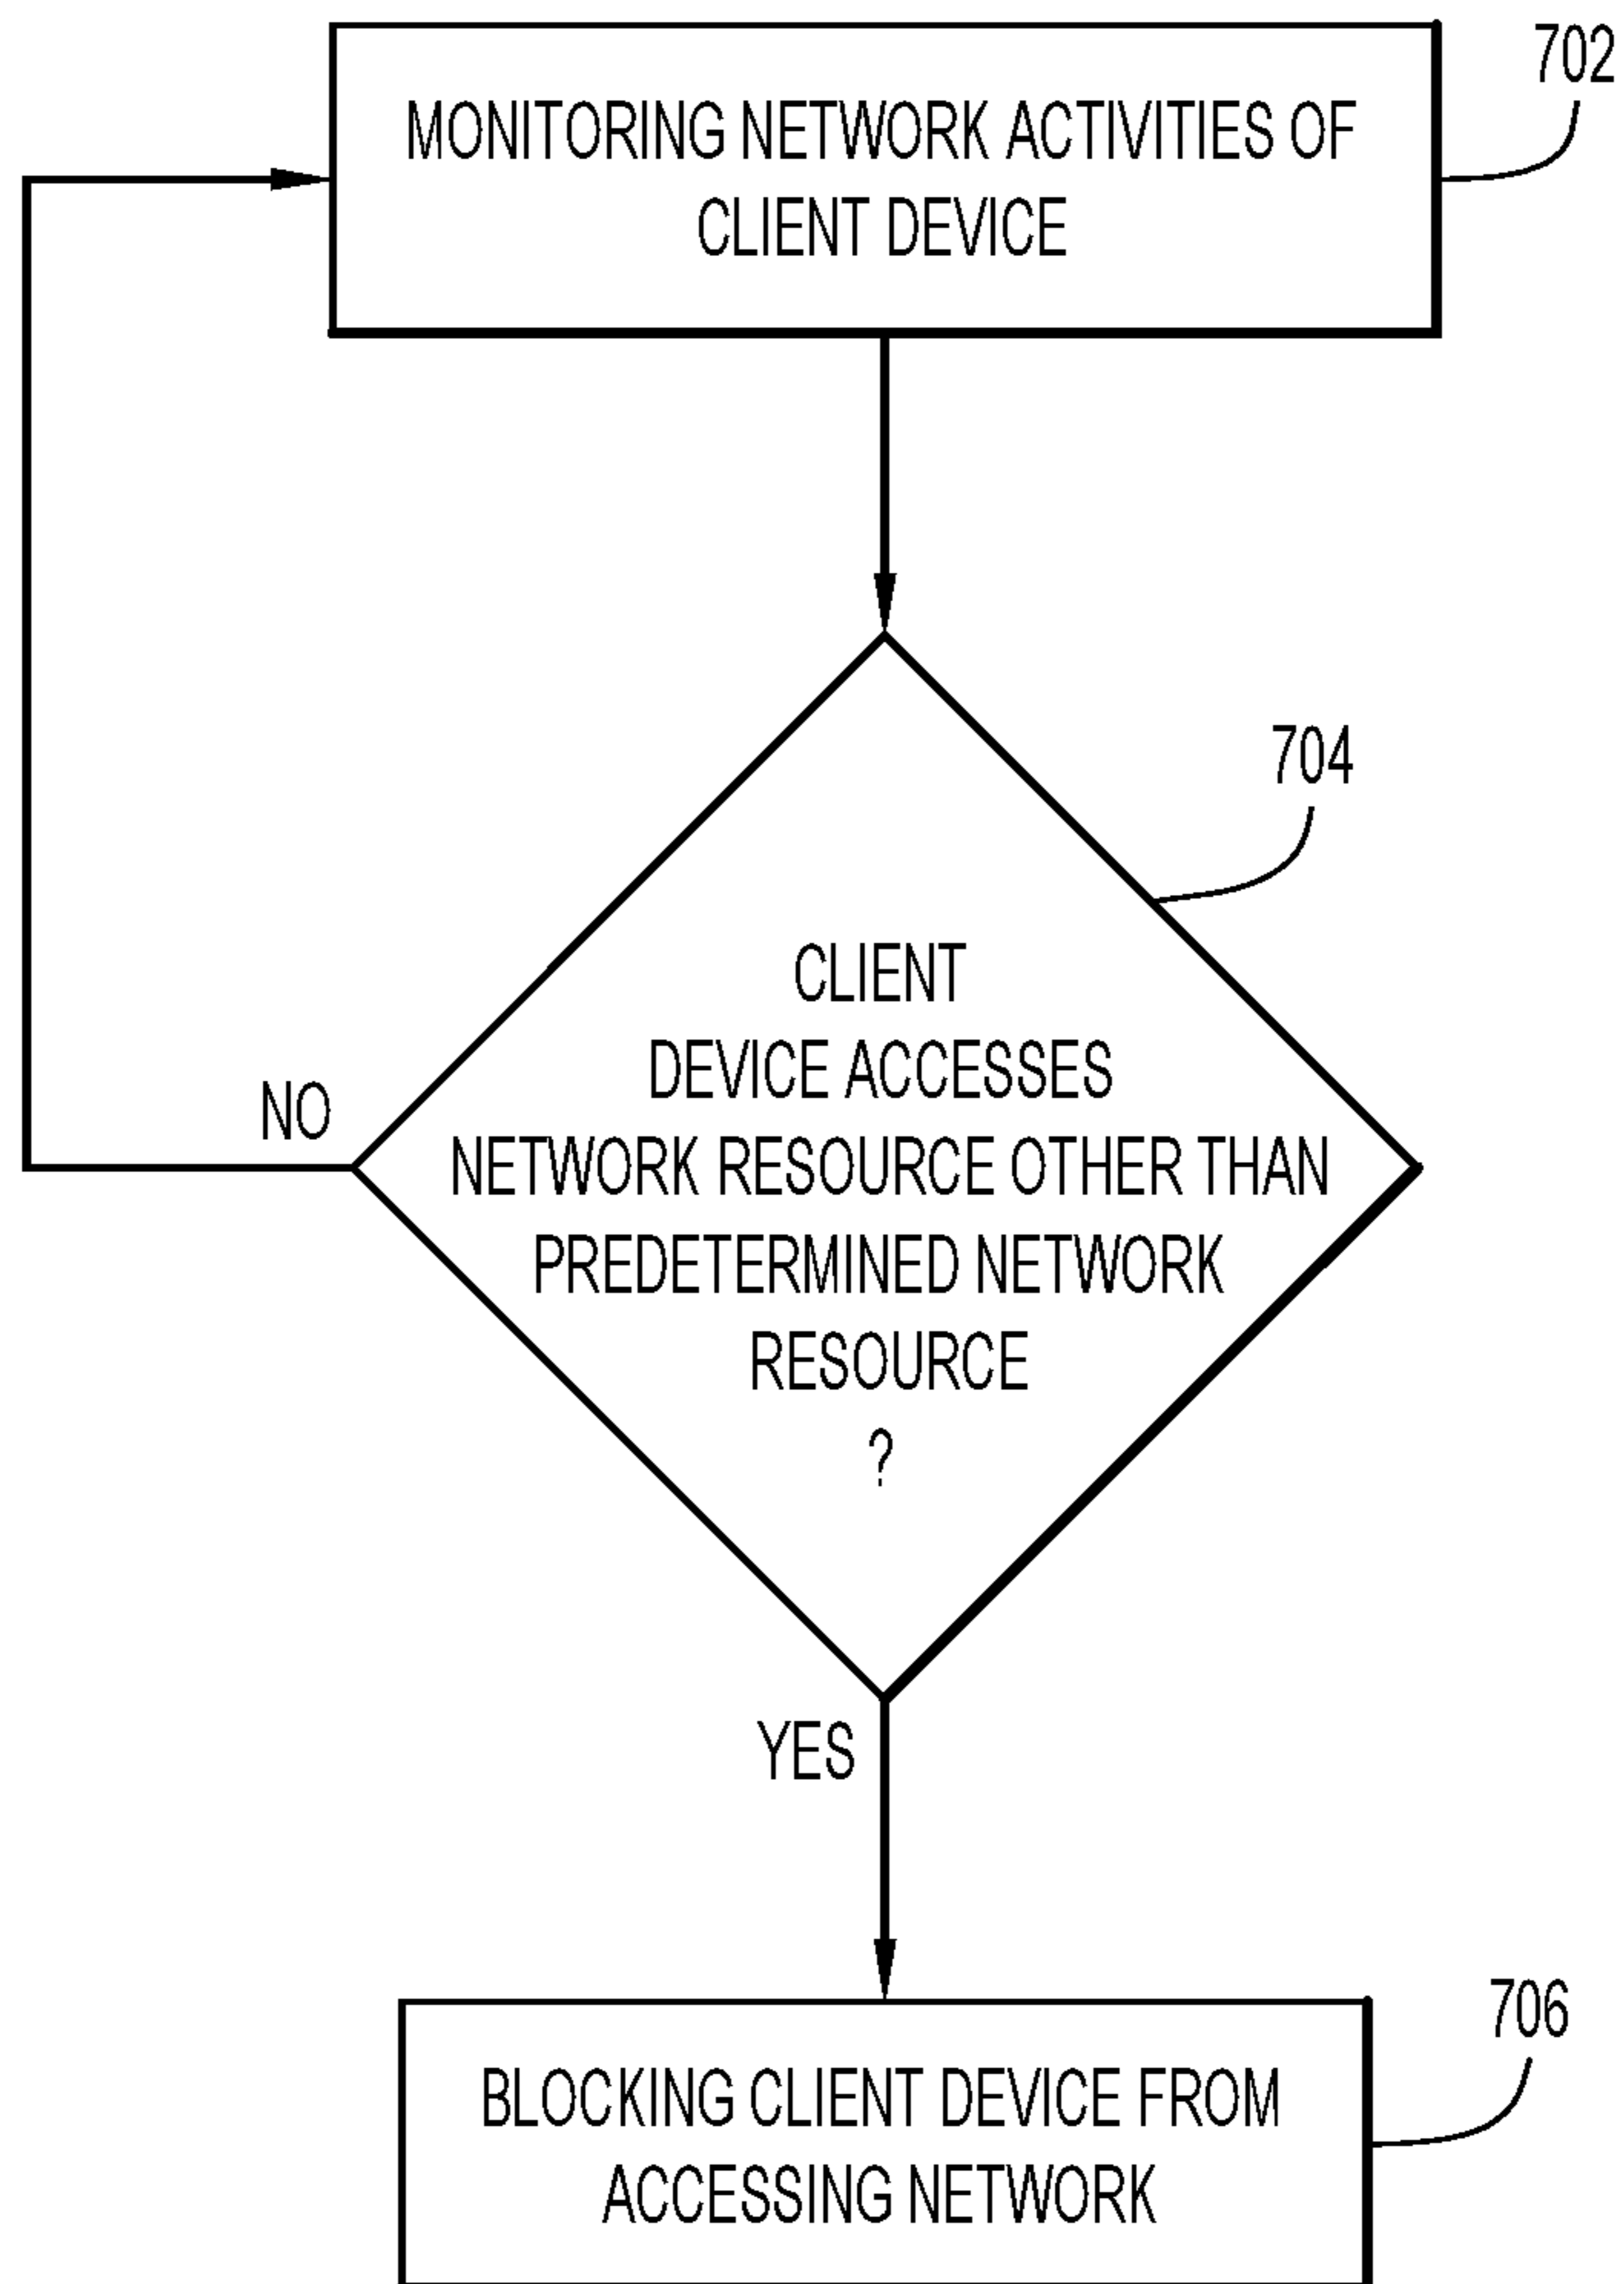 702
MONITORING NETWORK ACTIVITIES OF
CLIENT DEVICE
704
CLIENT
DEVICE ACCESSES
NETWORK RESOURCE OTHER THAN
PREDETERMINED NETWORK
RESOURCE
?
NO
YES
706
BLOCKING CLIENT DEVICE FROM
ACCESSING NETWORK